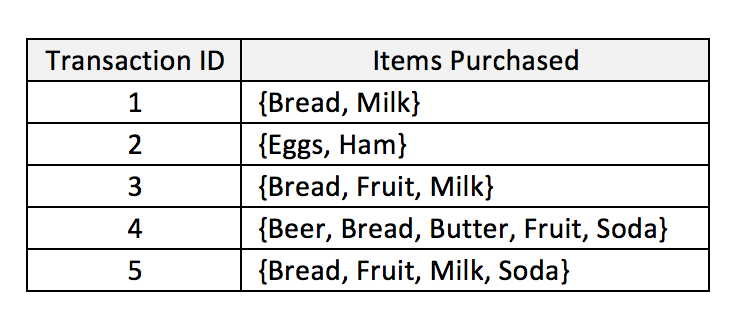 Transaction ID Items Purchased
1 {Bread, Milk}
2 {Eggs, Ham}
3 {Bread, Fruit, Milk}
4 {Beer, Bread, Butter, Fruit, Soda}
5 {Bread, Fruit, Milk, Soda}